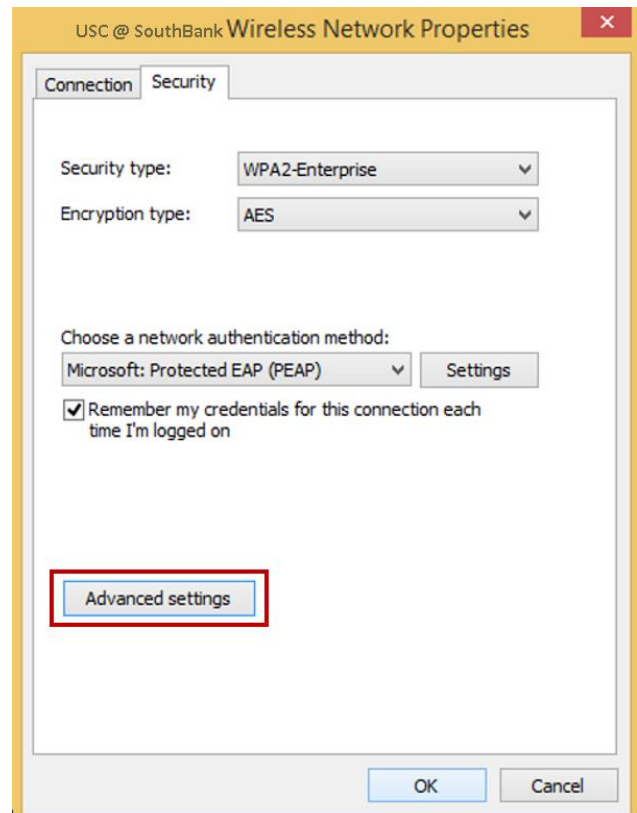 USC @ SouthBank Wireless Network Properties
Connection Security
Security type: WPA2-Enterprise
Encryption type: AES
Choose a network authentication method:
Microsoft: Protected EAP (PEAP) Settings
Remember my credentials for this connection each
time I'm logged on
Advanced settings
OK Cancel